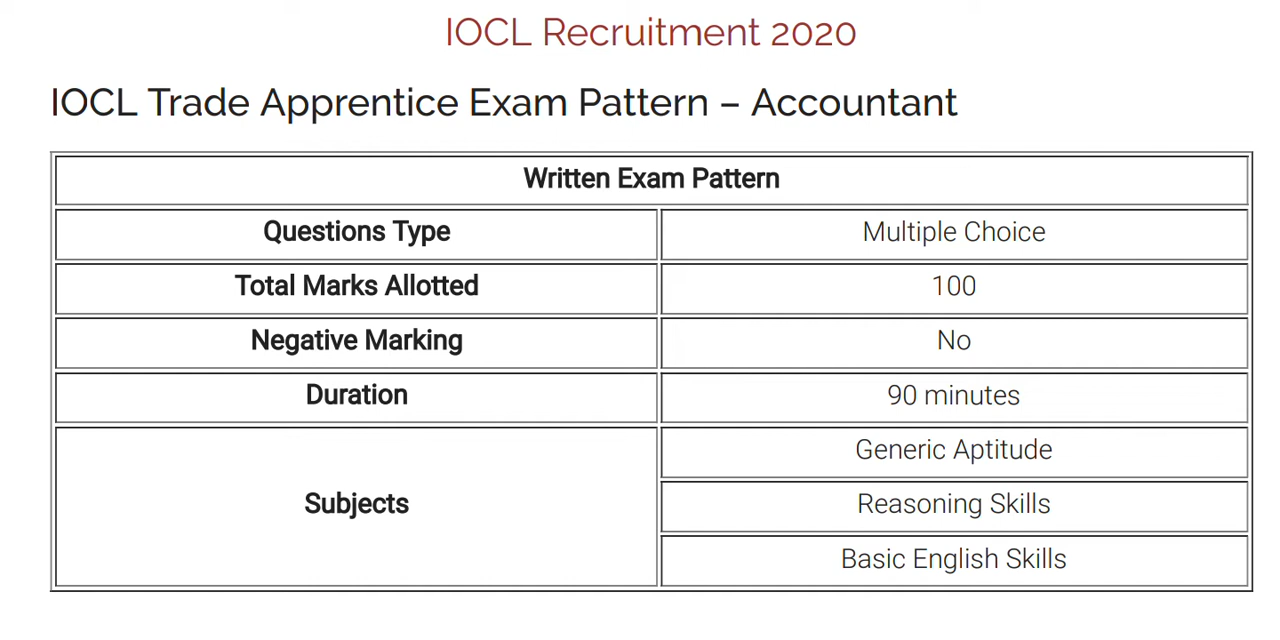 IOCL Recruitment 2020
IOCL Trade Apprentice Exam Pattern – Accountant
Written Exam Pattern
Questions Type Multiple Choice
Total Marks Allotted 100
Negative Marking No
Duration 90 minutes
Subjects
Generic Aptitude
Reasoning Skills
Basic English Skills